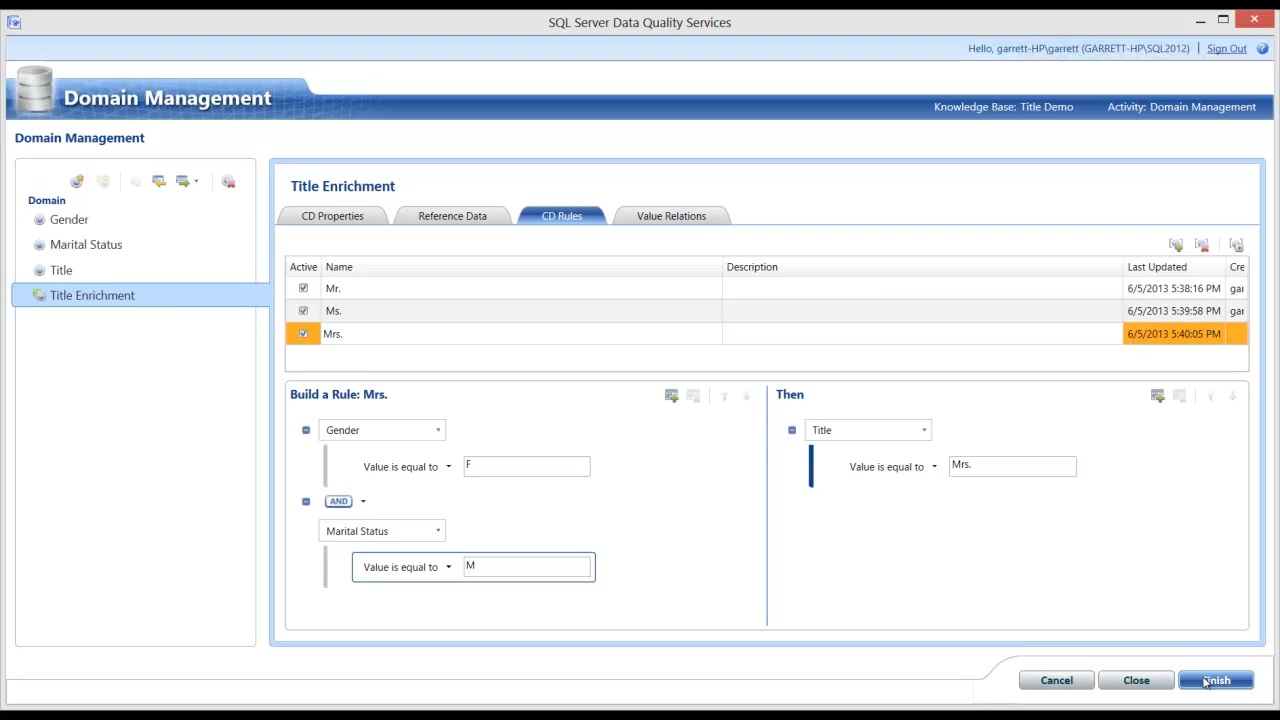 SQL Server Data Quality Services
Hello, garrett-HP\garrett (GARRETT-HP\SQL2012) | Sign Out
Domain Management
Knowledge Base: Title Demo Activity: Domain Management
Domain Management
Domain
Gender
Marital Status
Title
Title Enrichment
Title Enrichment
CD Properties Reference Data CD Rules Value Relations
Active Name Description Last Updated Cre
Mr. 6/5/2013 5:38:16 PM gar
Ms. 6/5/2013 5:39:58 PM gar
Mrs. 6/5/2013 5:40:05 PM
Build a Rule: Mrs.
Gender
Value is equal to F
AND
Marital Status
Value is equal to M
Then
Title
Value is equal to Mrs.
Cancel Close Finish